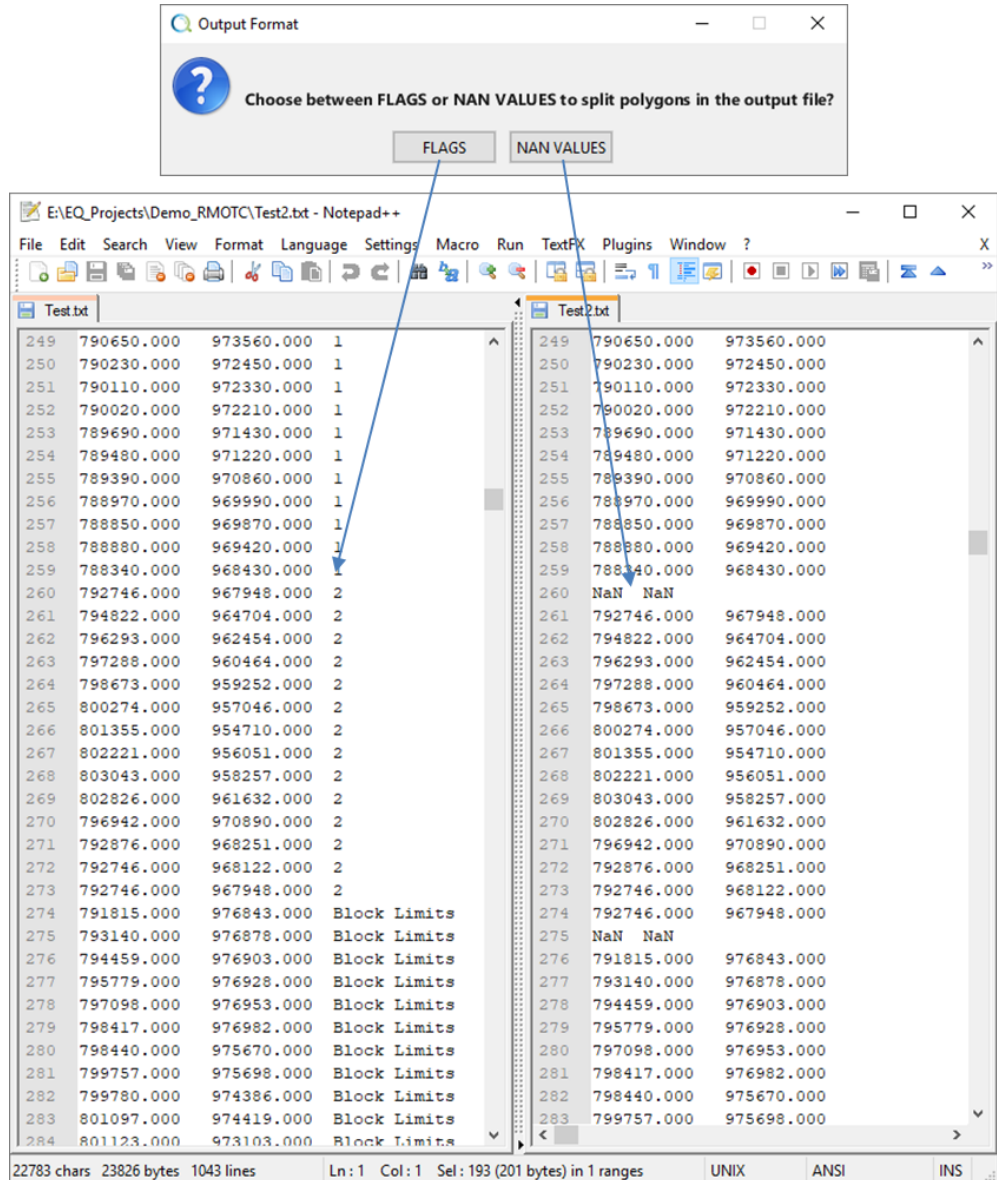 Output Format
Choose between FLAGS or NAN VALUES to split polygons in the output file?
FLAGS NAN VALUES
E:\EQ_Projects\Demo_RMOTC\Test2.txt - Notepad++
File Edit Search View Format Language Settings Macro Run TextFX Plugins Window ? X
Test.txt
249 790650.000 973560.000 1
250 790230.000 972450.000 1
251 790110.000 972330.000 1
252 790020.000 972210.000 1
253 789690.000 971430.000 1
254 789480.000 971220.000 1
255 789390.000 970860.000 1
256 788970.000 969990.000 1
257 788850.000 969870.000 1
258 788880.000 969420.000 1
259 788340.000 968430.000 1
260 792746.000 967948.000 2
261 794822.000 964704.000 2
262 796293.000 962454.000 2
263 797288.000 960464.000 2
264 798673.000 959252.000 2
265 800274.000 957046.000 2
266 801355.000 954710.000 2
267 802221.000 956051.000 2
268 803043.000 958257.000 2
269 802826.000 961632.000 2
270 796942.000 970890.000 2
271 792876.000 968251.000 2
272 792746.000 968122.000 2
273 792746.000 967948.000 2
274 791815.000 976843.000 Block Limits
275 793140.000 976878.000 Block Limits
276 794459.000 976903.000 Block Limits
277 795779.000 976928.000 Block Limits
278 797098.000 976953.000 Block Limits
279 798417.000 976982.000 Block Limits
280 798440.000 975670.000 Block Limits
281 799757.000 975698.000 Block Limits
282 799780.000 974386.000 Block Limits
283 801097.000 974419.000 Block Limits
284 801123.000 973103.000 Block Limits
Test2.txt
249 790650.000 973560.000
250 790230.000 972450.000
251 790110.000 972330.000
252 790020.000 972210.000
253 789690.000 971430.000
254 789480.000 971220.000
255 789390.000 970860.000
256 788970.000 969990.000
257 788850.000 969870.000
258 788880.000 969420.000
259 788340.000 968430.000
260 NaN NaN
261 792746.000 967948.000
262 794822.000 964704.000
263 796293.000 962454.000
264 797288.000 960464.000
265 798673.000 959252.000
266 800274.000 957046.000
267 801355.000 954710.000
268 802221.000 956051.000
269 803043.000 958257.000
270 802826.000 961632.000
271 796942.000 970890.000
272 792876.000 968251.000
273 792746.000 968122.000
274 792746.000 967948.000
275 NaN NaN
276 791815.000 976843.000
277 793140.000 976878.000
278 794459.000 976903.000
279 795779.000 976928.000
280 797098.000 976953.000
281 798417.000 976982.000
282 798440.000 975670.000
283 799757.000 975698.000
22783 chars 23826 bytes 1043 lines Ln : 1 Col : 1 Sel : 193 (201 bytes) in 1 ranges UNIX ANSI INS